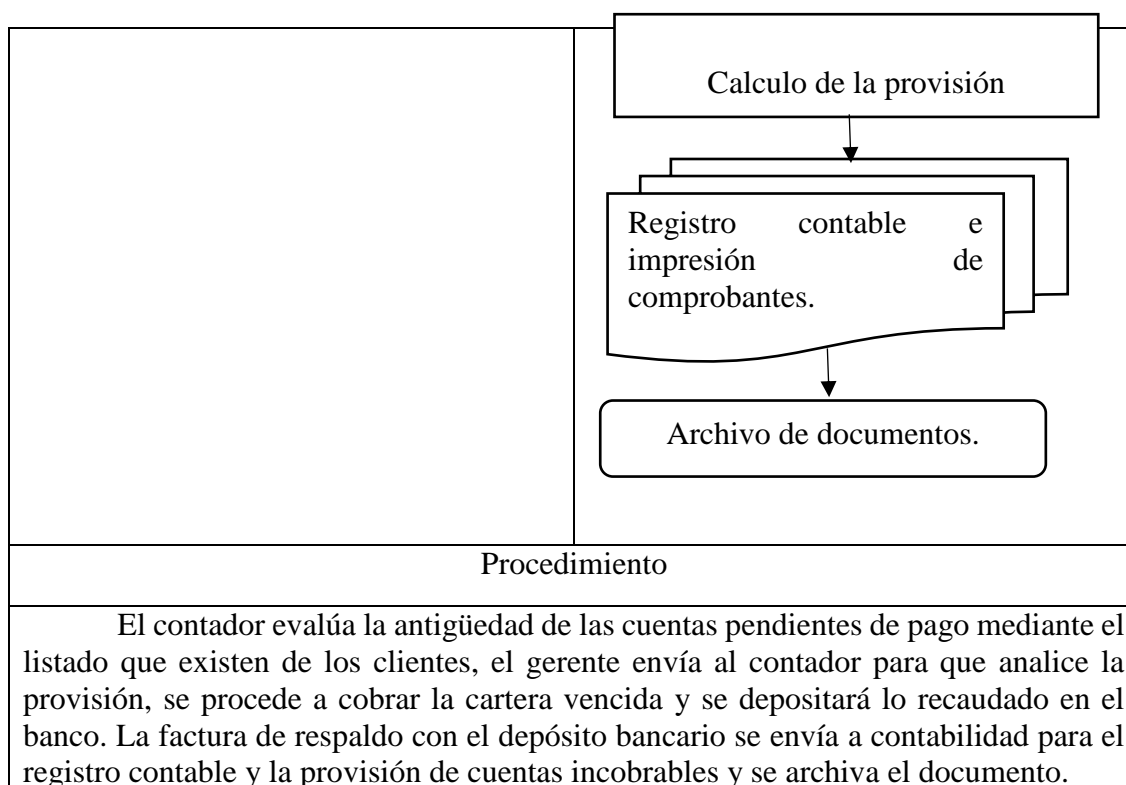 Calculo de la provisión
Registro contable e
impresión de
comprobantes.
Archivo de documentos.
Procedimiento
El contador evalúa la antigüedad de las cuentas pendientes de pago mediante el
listado que existen de los clientes, el gerente envía al contador para que analice la
provisión, se procede a cobrar la cartera vencida y se depositará lo recaudado en el
banco. La factura de respaldo con el depósito bancario se envía a contabilidad para el
registro contable y la provisión de cuentas incobrables y se archiva el documento.